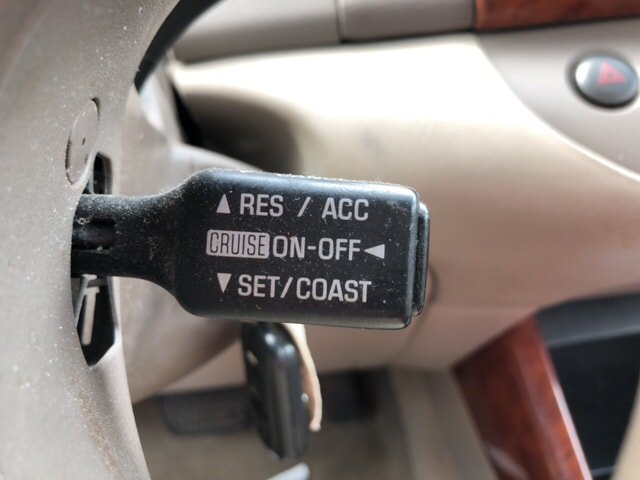 ▲ RES / ACC
CRUISE ON-OFF ◄
▼ SET/COAST